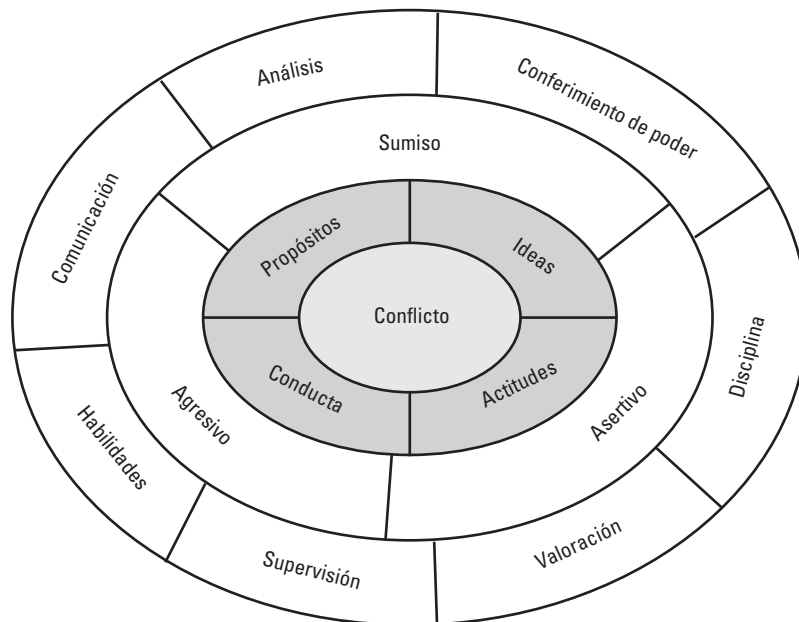 Análisis
Conferimiento de poder
Sumiso
Comunicación
Propósitos
Ideas
Conflicto
Disciplina
Conducta
Actitudes
Agresivo
Asertivo
Habilidades
Supervisión
Valoración